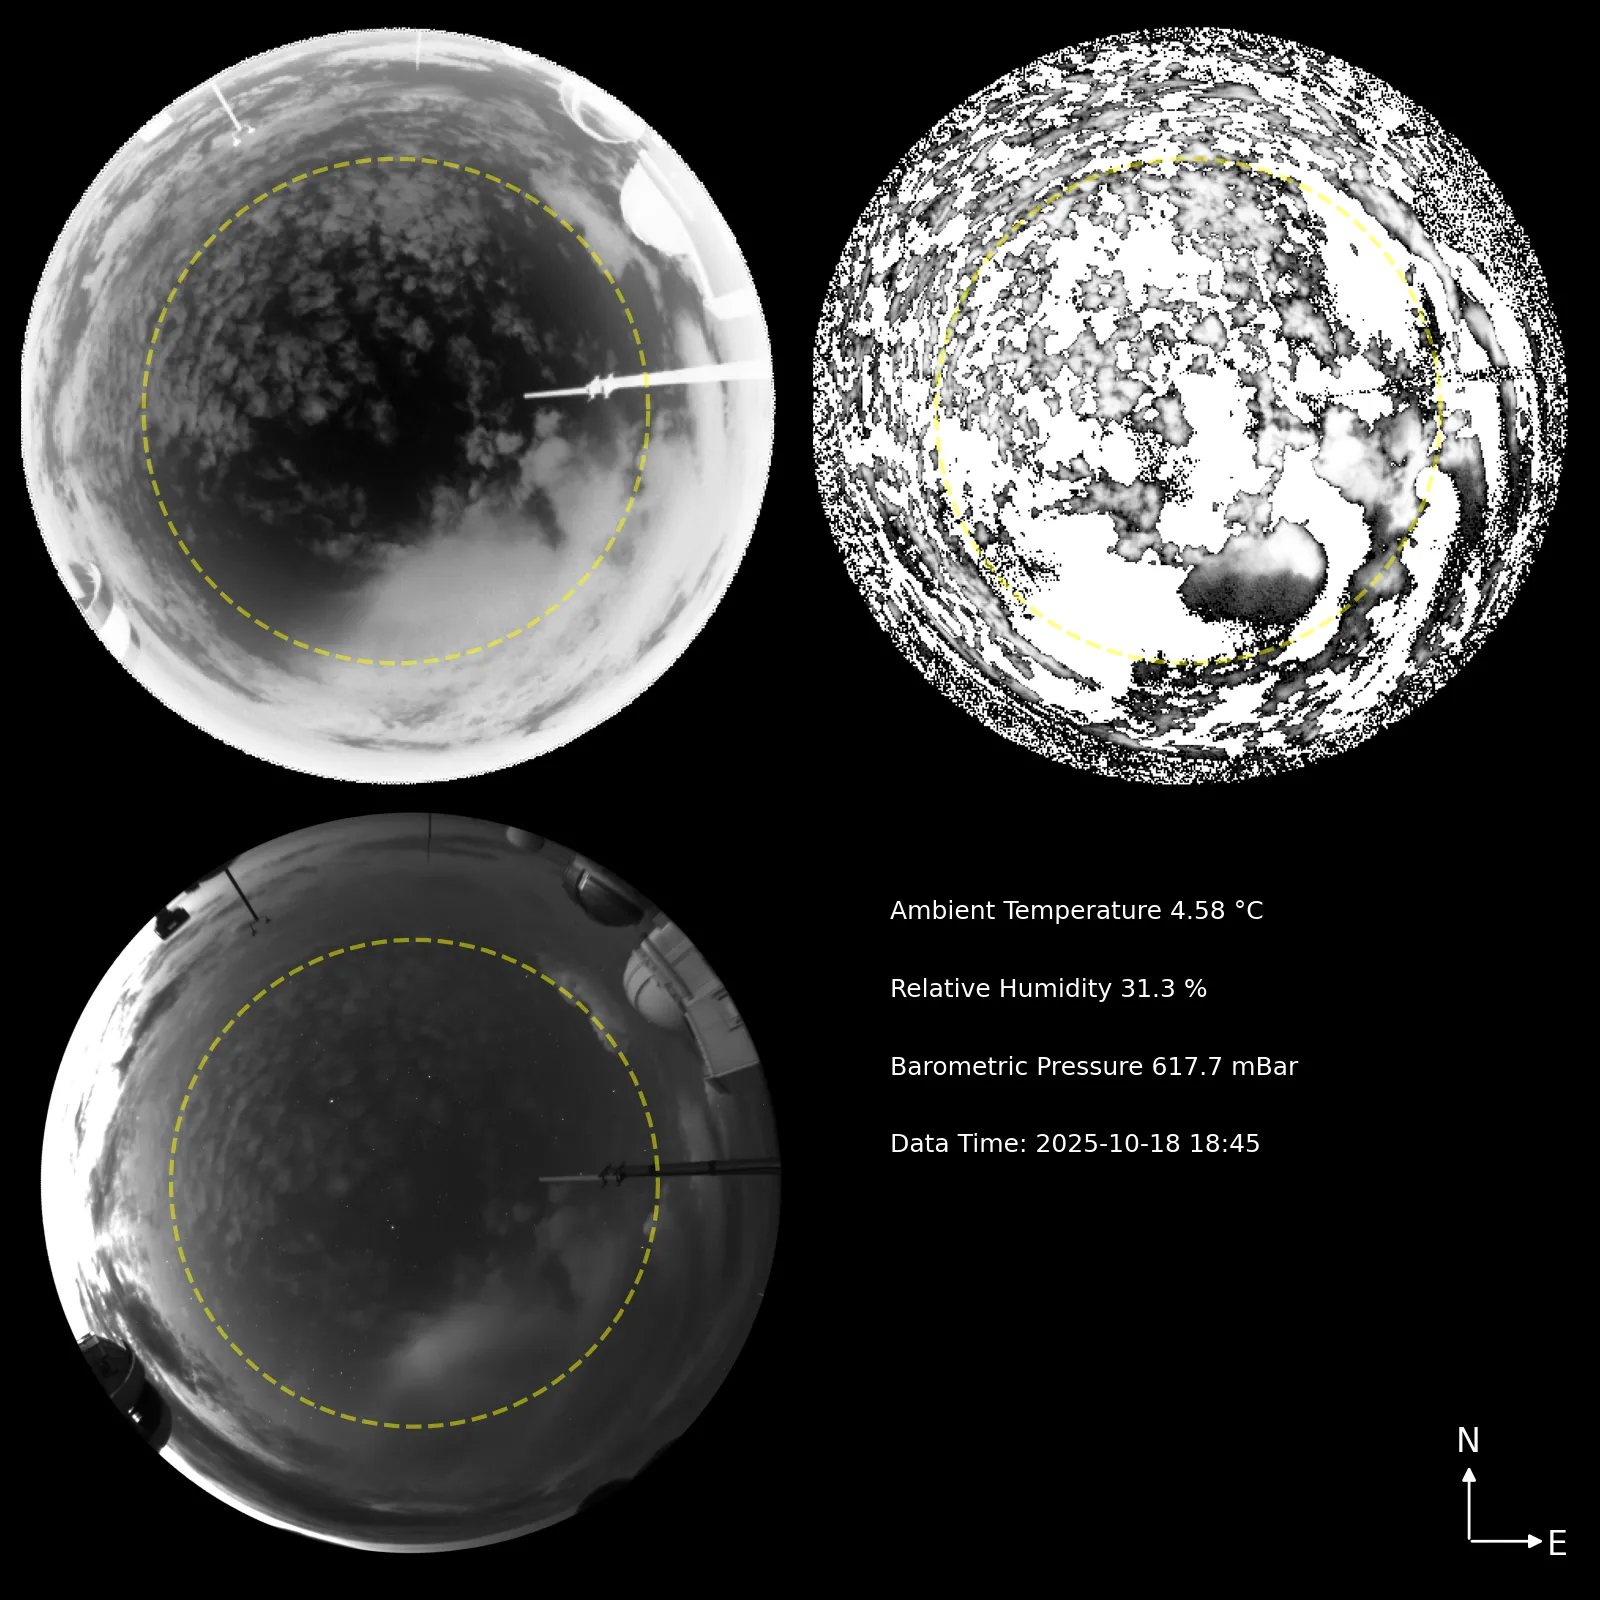 Ambient Temperature 4.58 °C
Relative Humidity 31.3 %
Barometric Pressure 617.7 mBar
Data Time: 2025-10-18 18:45
N
E